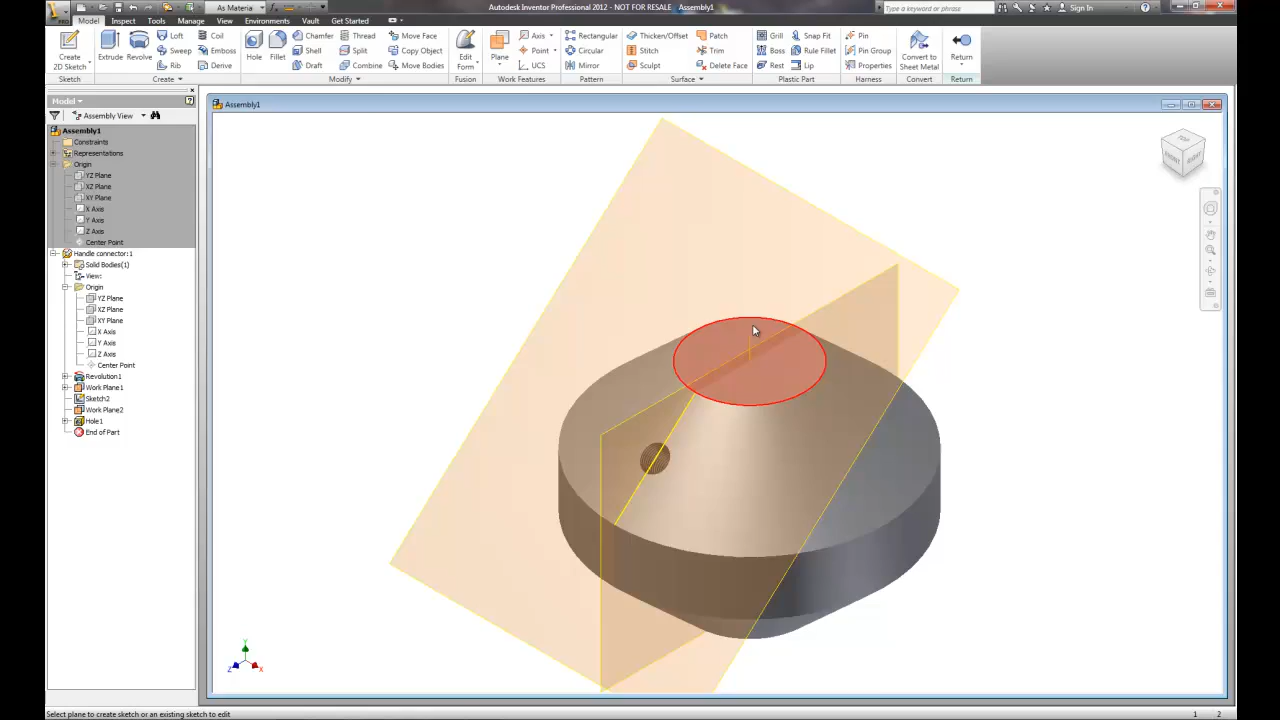 As Materia
Autodesk Inventor Professional 2012 - NOT FOR RESALE   Assembly1
Type a keyword or phrase
Sign In
PRO
Model Inspect Tools Manage View Environments Vault Get Started
Create 2D Sketch
Extrude Revolve
Loft
Sweep
Rib
Coil
Emboss
Derive
Hole Fillet
Chamfer
Shell
Draft
Thread
Split
Combine
Move Face
Copy Object
Move Bodies
Edit Form
Plane
Axis
Point
UCS
Rectangular
Circular
Mirror
Thicken/Offset
Stitch
Sculpt
Patch
Trim
Delete Face
Grill
Boss
Rest
Snap Fit
Rule Fillet
Lip
Pin
Pin Group
Properties
Convert to Sheet Metal
Return
Sketch Create Modify Fusion Work Features Pattern Surface Plastic Part Harness Convert Return
Model
Assembly View
Assembly1
Constraints
Representations
Origin
YZ Plane
XZ Plane
XY Plane
X Axis
Y Axis
Z Axis
Center Point
Handle connector:1
Solid Bodies(1)
View:
Origin
YZ Plane
XZ Plane
XY Plane
X Axis
Y Axis
Z Axis
Center Point
Revolution1
Work Plane1
Sketch2
Work Plane2
Hole1
End of Part
Assembly1
TOP
FRONT
RIGHT
Y
Z
X
Select plane to create sketch or an existing sketch to edit
1 2